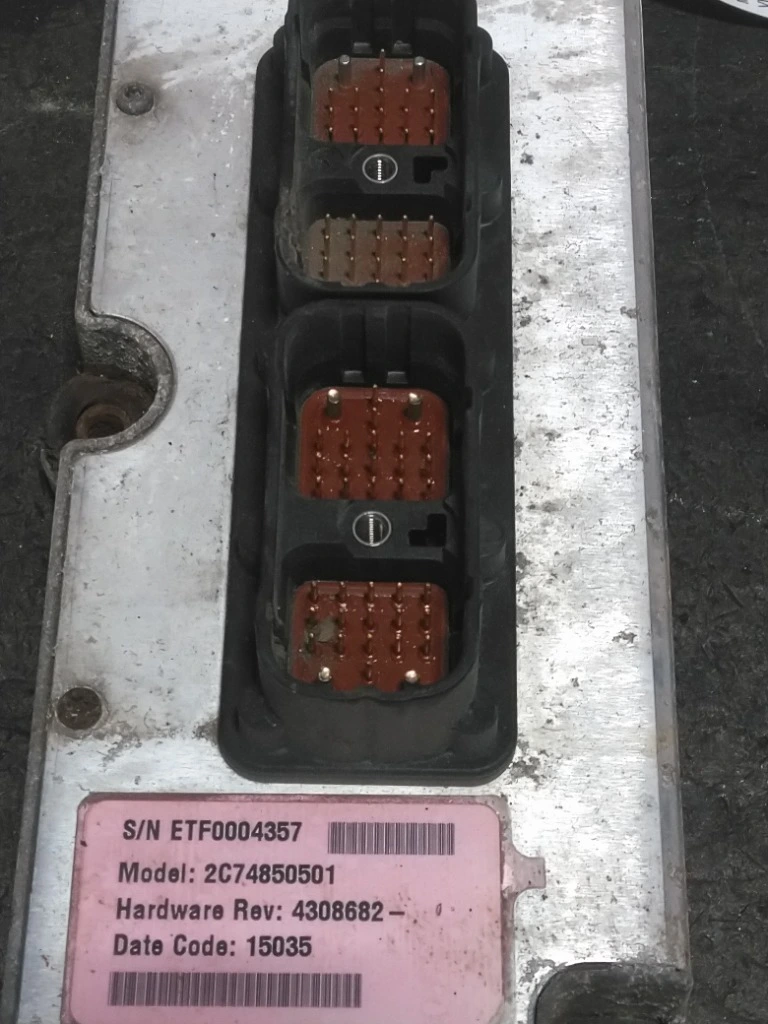 S/N ETF0004357
Model: 2C74850501
Hardware Rev: 4308682-
Date Code: 15035